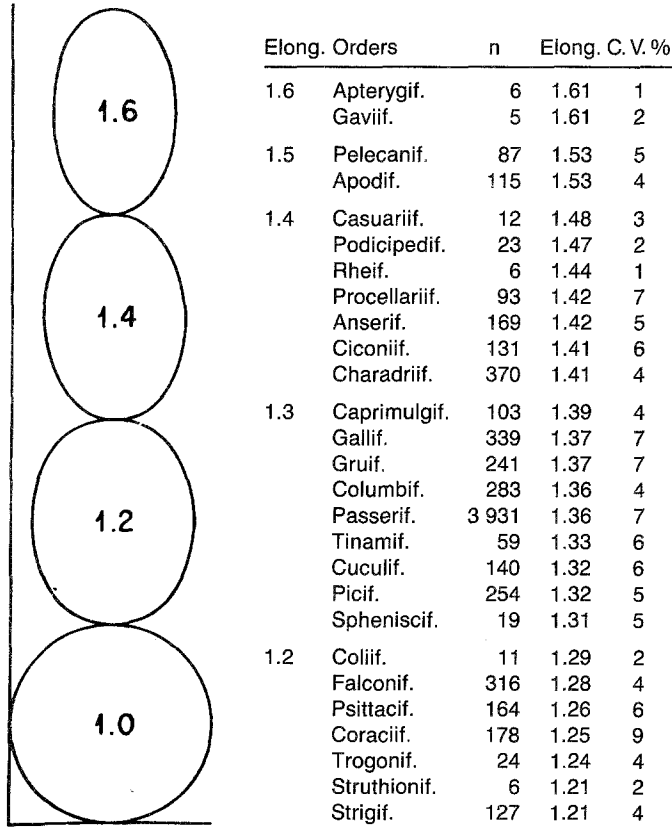 Elong. Orders n Elong. C. V. %
1.6 Apterygif. 6 1.61 1
Gaviif. 5 1.61 2
1.5 Pelecanif. 87 1.53 5
Apodif. 115 1.53 4
1.4 Casuariif. 12 1.48 3
Podicipedif. 23 1.47 2
Rheif. 6 1.44 1
Procellariif. 93 1.42 7
Anserif. 169 1.42 5
Ciconiif. 131 1.41 6
Charadriif. 370 1.41 4
1.3 Caprimulgif. 103 1.39 4
Gallif. 339 1.37 7
Gruif. 241 1.37 7
Columbif. 283 1.36 4
Passerif. 3 931 1.36 7
Tinamif. 59 1.33 6
Cuculif. 140 1.32 6
Picif. 254 1.32 5
Spheniscif. 19 1.31 5
1.2 Coliif. 11 1.29 2
Falconif. 316 1.28 4
Psittacif. 164 1.26 6
Coraciif. 178 1.25 9
Trogonif. 24 1.24 4
Struthionif. 6 1.21 2
Strigif. 127 1.21 4
1.6
1.4
1.2
1.0